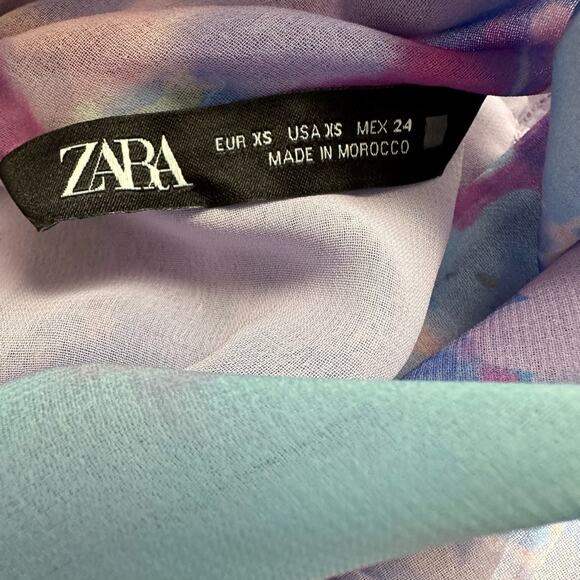 ZARA
EUR XS USA XS MEX 24
MADE IN MOROCCO